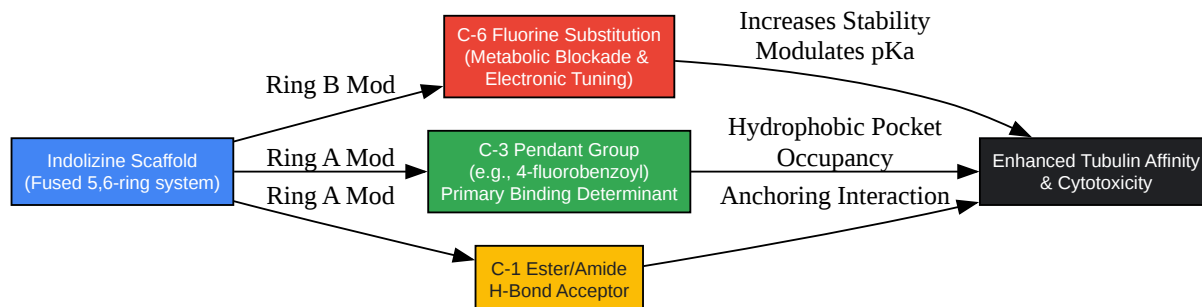 C-6 Fluorine Substitution
(Metabolic Blockade &
Electronic Tuning)
Increases Stability
Modulates pKa
Ring B Mod
Indolizine Scaffold
(Fused 5,6-ring system)
Ring A Mod
Ring A Mod
C-3 Pendant Group
(e.g., 4-fluorobenzoyl)
Primary Binding Determinant
Hydrophobic Pocket
Occupancy
Anchoring Interaction
Enhanced Tubulin Affinity
& Cytotoxicity
C-1 Ester/Amide
H-Bond Acceptor